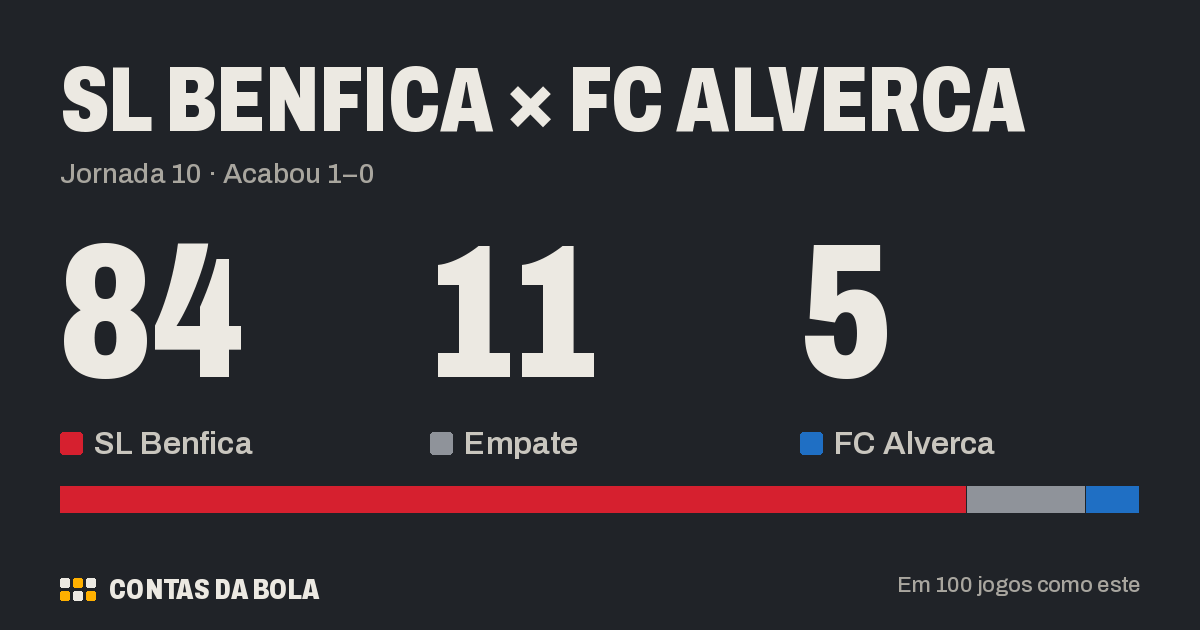 SL BENFICA × FC ALVERCA
Jornada 10 · Acabou 1–0
84 11 5
SL Benfica Empate FC Alverca
CONTAS DA BOLA Em 100 jogos como este